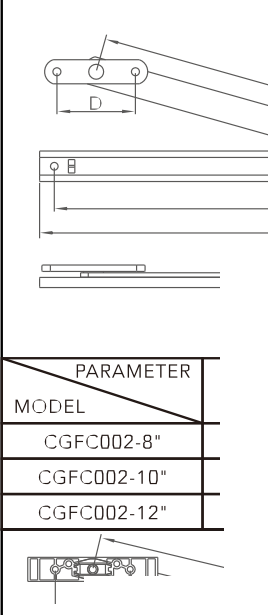 D
PARAMETER
MODEL
CGFC002-8"
CGFC002-10"
CGFC002-12"